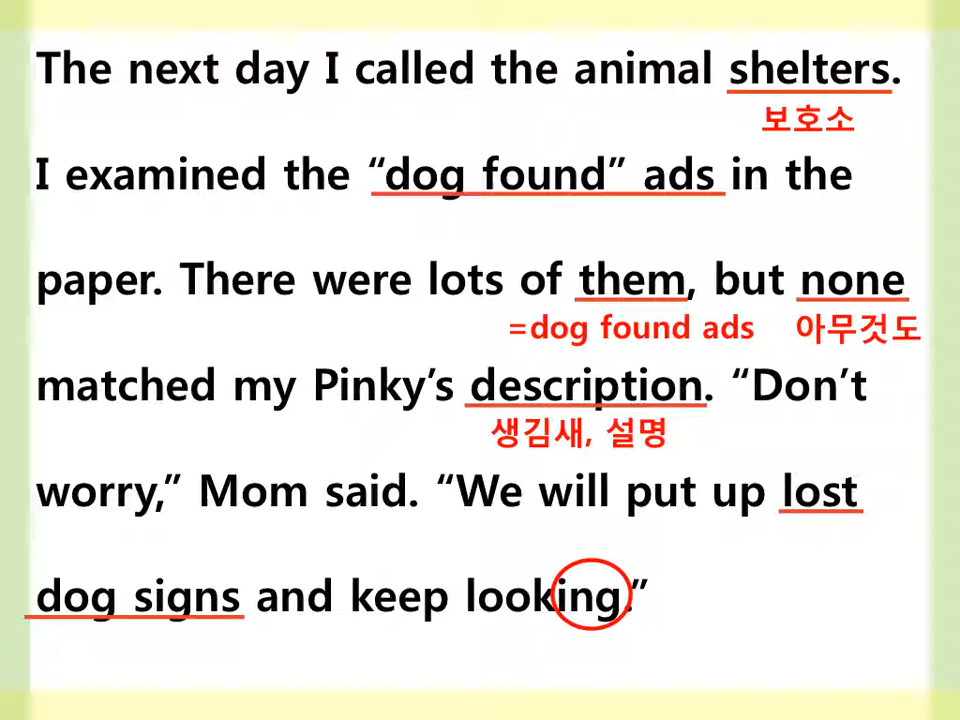 The next day I called the animal shelters.
보호소
I examined the “dog found” ads in the
paper. There were lots of them, but none
=dog found ads 아무것도
matched my Pinky’s description. “Don’t
생김새, 설명
worry,” Mom said. “We will put up lost
dog signs and keep looking.”